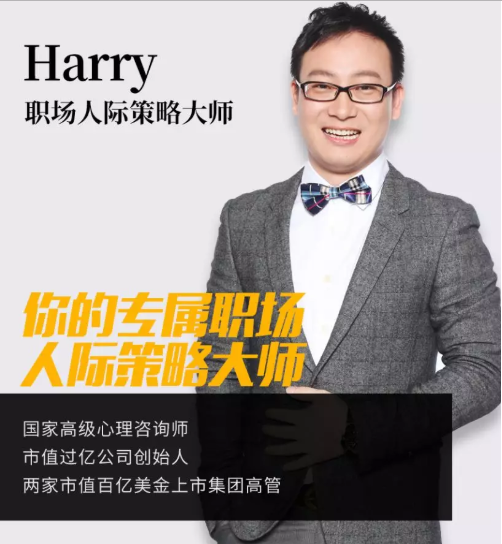 Harry
职场人际策略大师
你的专属职场
人际策略大师
国家高级心理咨询师
市值过亿公司创始人
两家市值百亿美金上市集团高管